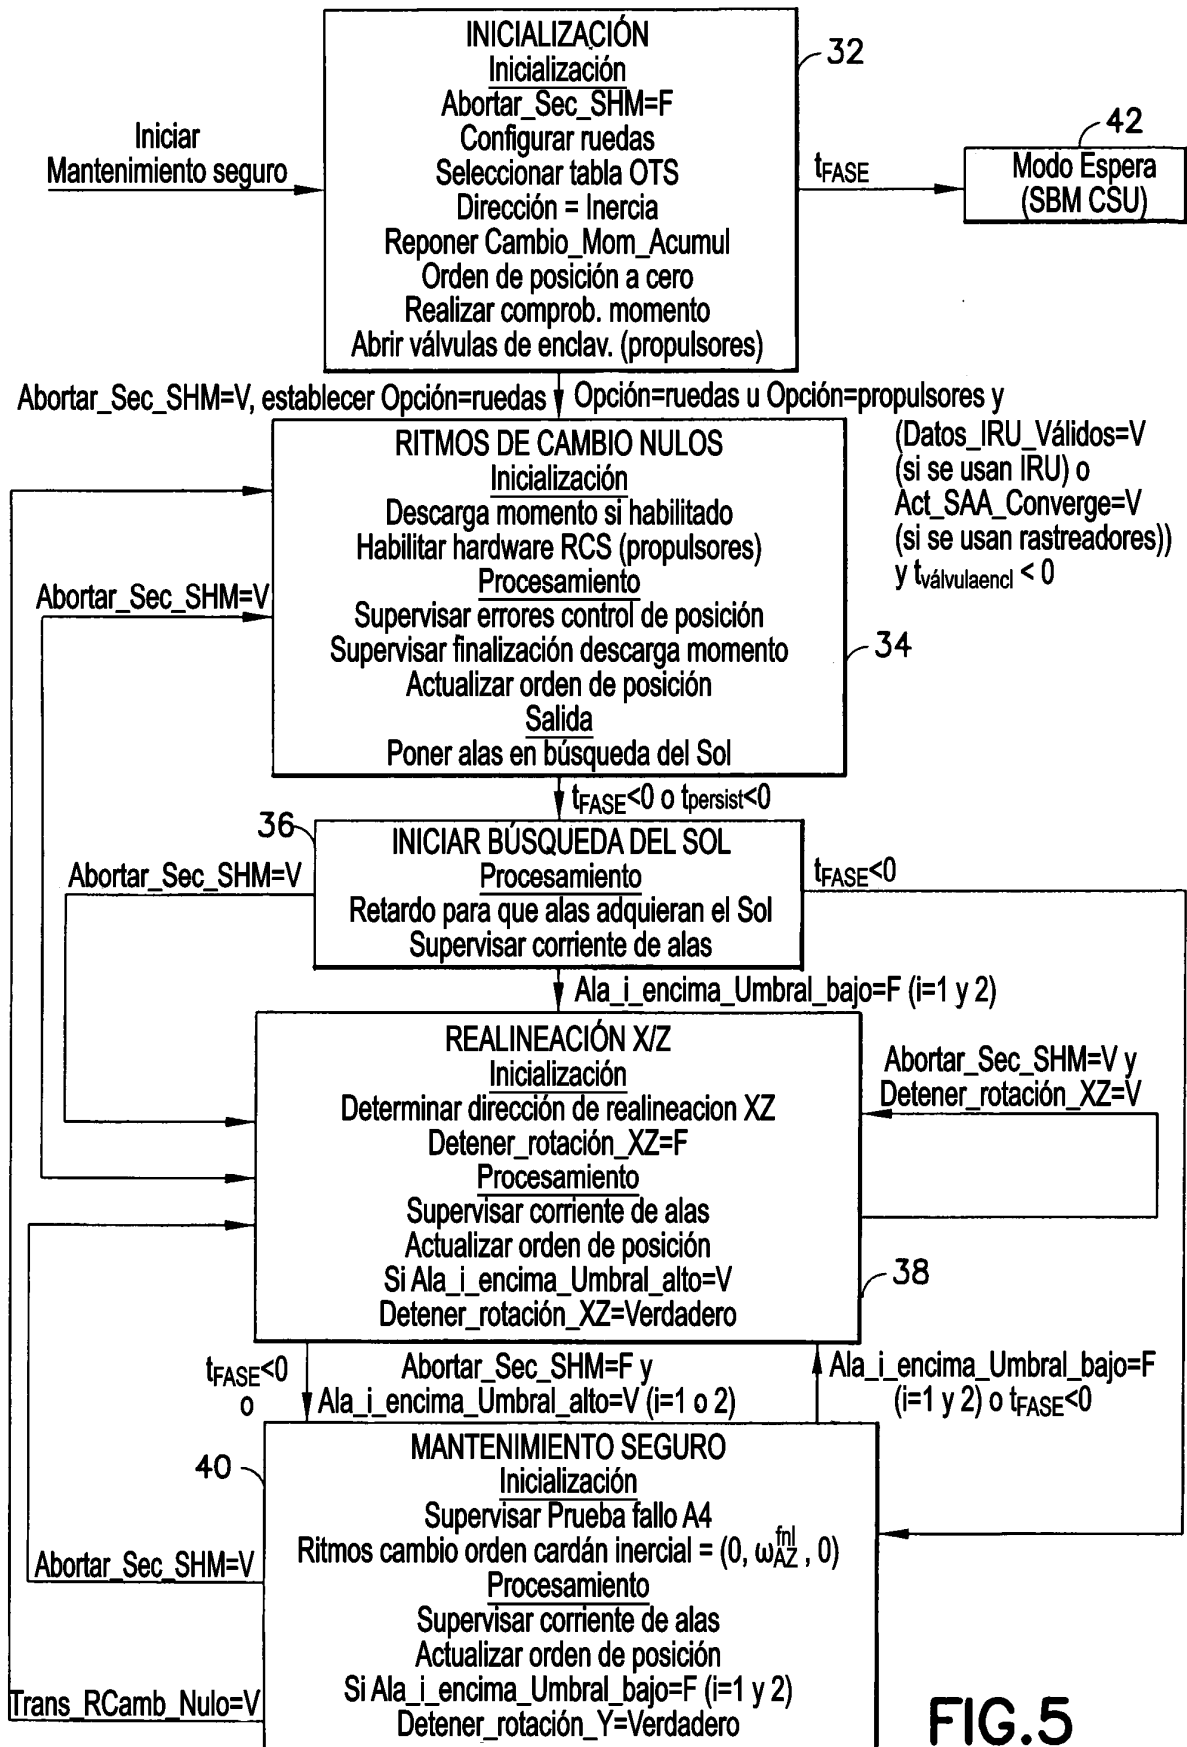 INICIALIZACIÓN
Inicialización
Abortar_Sec_SHM=F
Configurar ruedas
Seleccionar tabla OTS
Dirección = Inercia
Reponer Cambio_Mom_Acumul
Orden de posición a cero
Realizar comprob. momento
Abrir válvulas de enclav. (propulsores)
32
Iniciar
Mantenimiento seguro
tFASE
42
Modo Espera
(SBM CSU)
Abortar_Sec_SHM=V, establecer Opción=ruedas
Opción=ruedas u Opción=propulsores y
(Datos_IRU_Válidos=V
(si se usan IRU) o
Act_SAA_Converge=V
(si se usan rastreadores))
y tválvulaencl < 0
RITMOS DE CAMBIO NULOS
Inicialización
Descarga momento si habilitado
Habilitar hardware RCS (propulsores)
Procesamiento
Supervisar errores control de posición
Supervisar finalización descarga momento
Actualizar orden de posición
Salida
Poner alas en búsqueda del Sol
34
Abortar_Sec_SHM=V
tFASE<0 o tpersist<0
36
INICIAR BÚSQUEDA DEL SOL
Procesamiento
Retardo para que alas adquieran el Sol
Supervisar corriente de alas
Abortar_Sec_SHM=V
tFASE<0
Ala_i_encima_Umbral_bajo=F (i=1 y 2)
REALINEACIÓN X/Z
Inicialización
Determinar dirección de realineacion XZ
Detener_rotación_XZ=F
Procesamiento
Supervisar corriente de alas
Actualizar orden de posición
Si Ala_i_encima_Umbral_alto=V
Detener_rotación_XZ=Verdadero
Abortar_Sec_SHM=V y
Detener_rotación_XZ=V
38
tFASE<0
o
Abortar_Sec_SHM=F y
Ala_i_encima_Umbral_alto=V (i=1 o 2)
Ala_i_encima_Umbral_bajo=F
(i=1 y 2) o tFASE<0
40
MANTENIMIENTO SEGURO
Inicialización
Supervisar Prueba fallo A4
Ritmos cambio orden cardán inercial = (0, ωAZ^fnl , 0)
Procesamiento
Supervisar corriente de alas
Actualizar orden de posición
Si Ala_i_encima_Umbral_bajo=F (i=1 y 2)
Detener_rotación_Y=Verdadero
Abortar_Sec_SHM=V
Trans_RCamb_Nulo=V
FIG.5